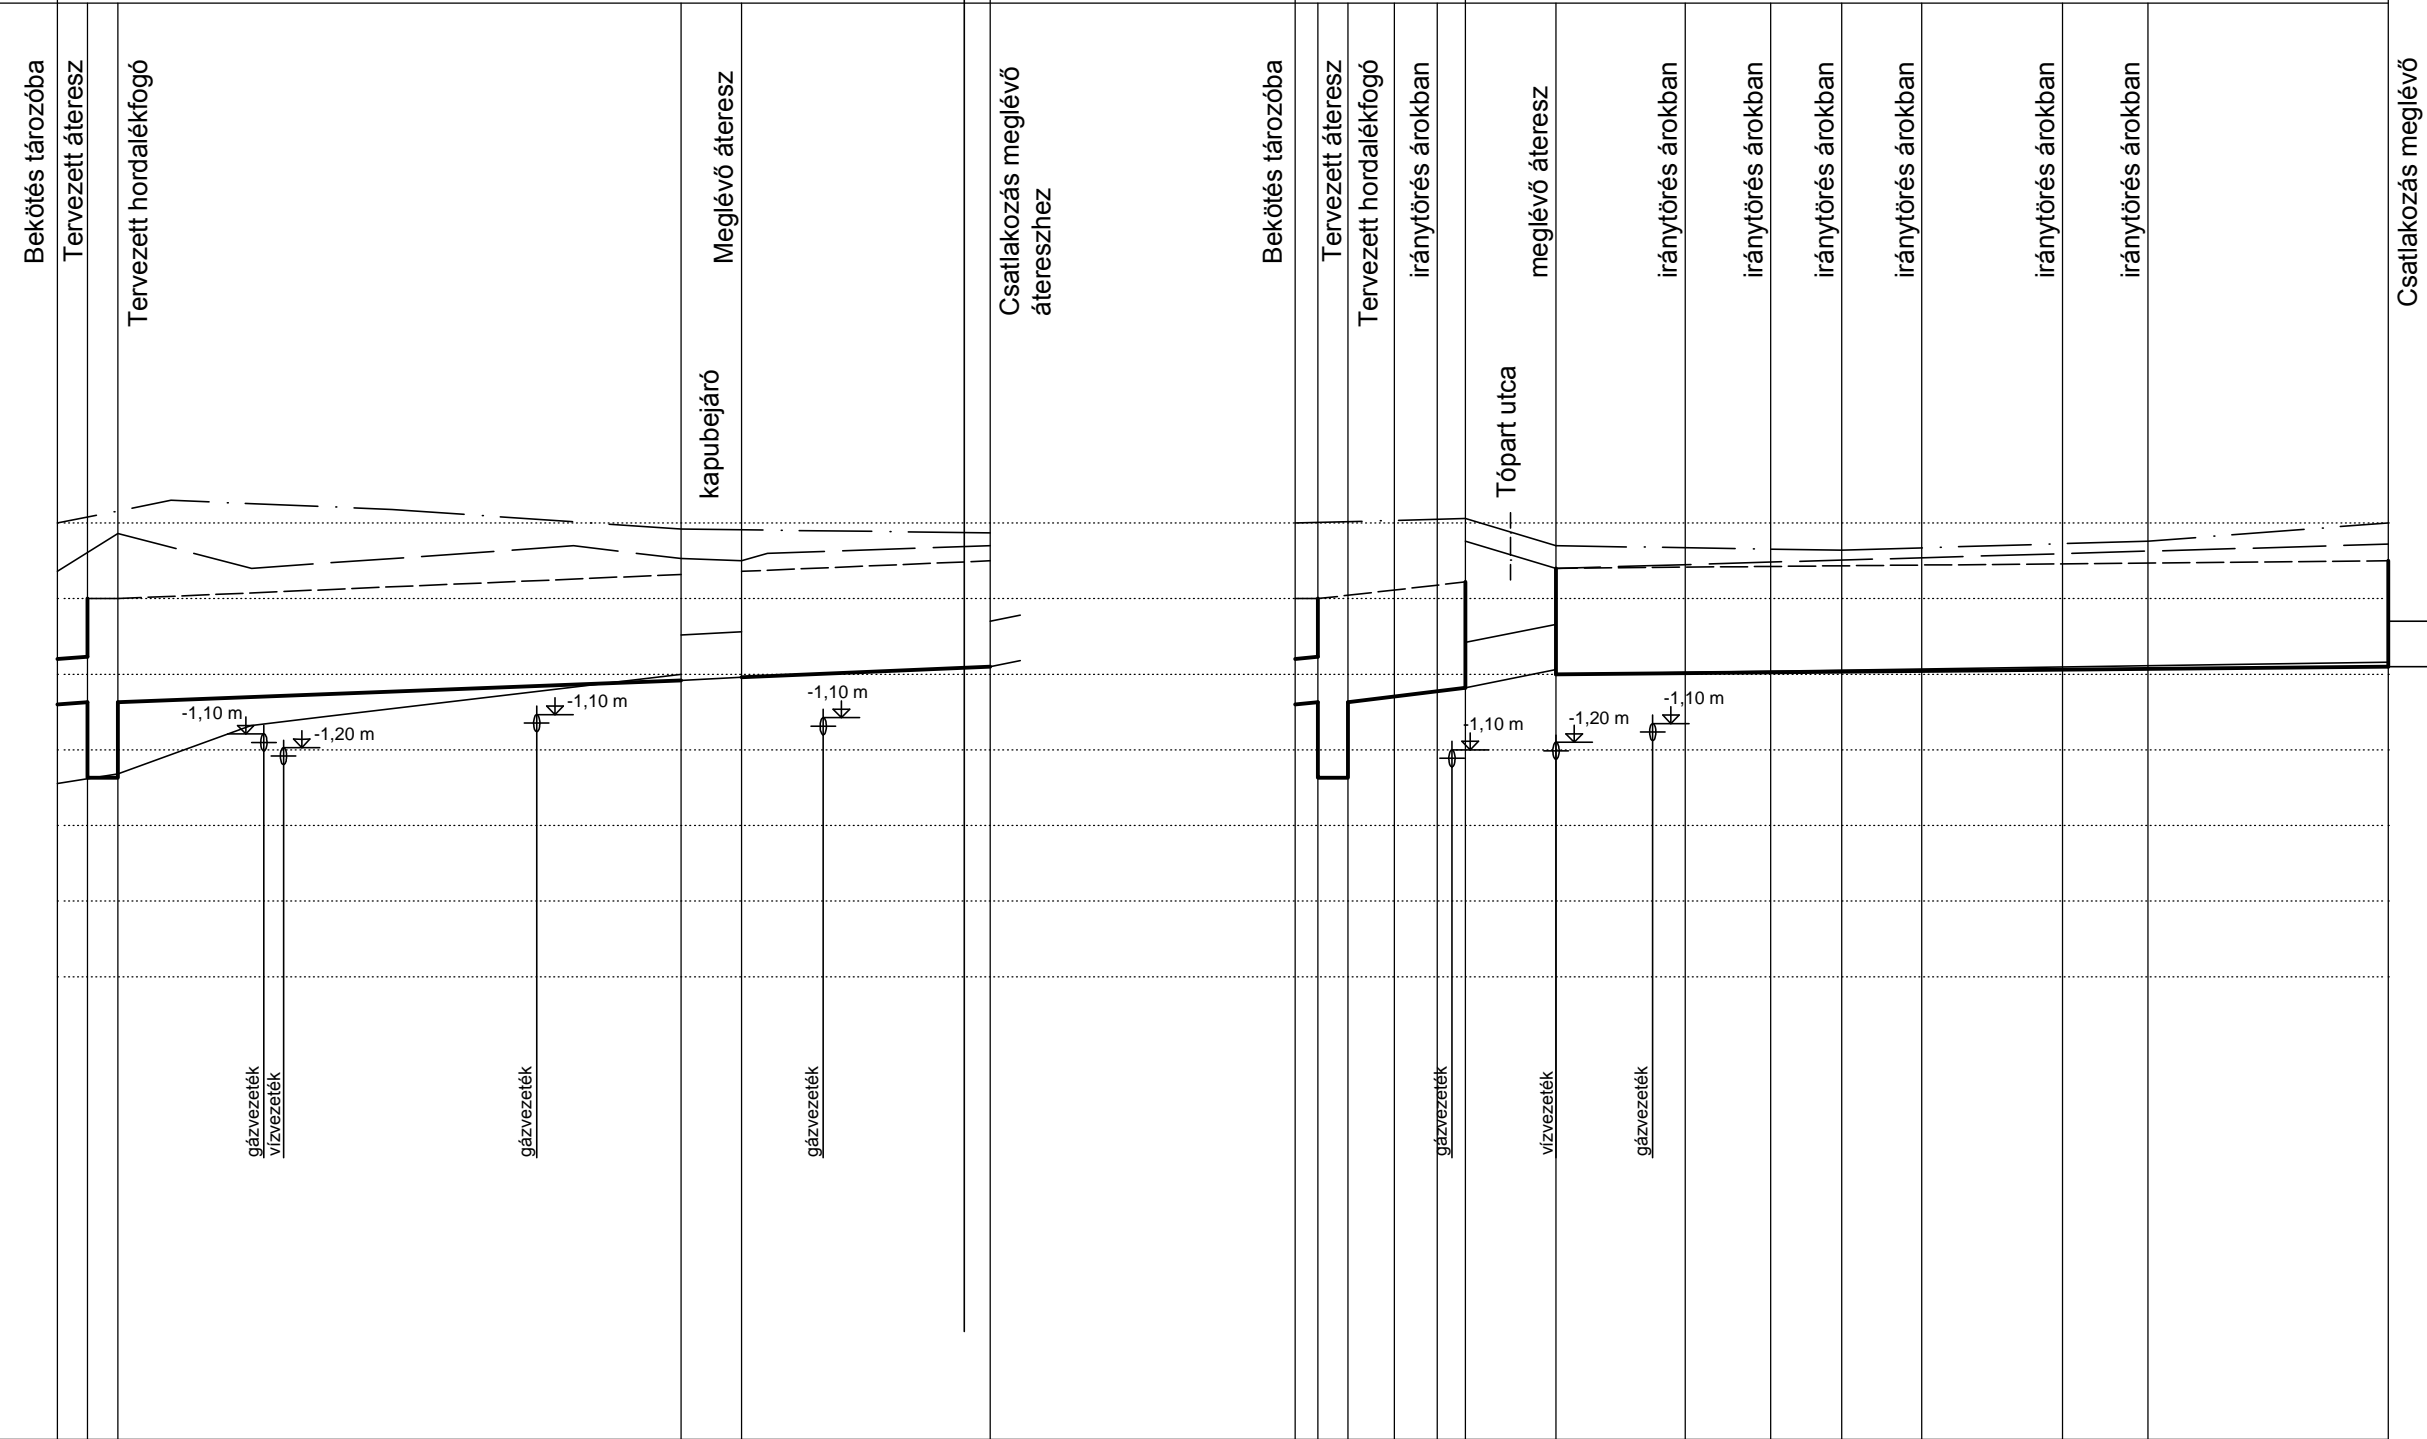 Bekötés tározóba
Tervezett áteresz
Tervezett hordalékfogó
kapubejáró
Meglévő áteresz
Csatlakozás meglévő
átereszhez
Bekötés tározóba
Tervezett áteresz
Tervezett hordalékfogó
iránytörés árokban
Tópart utca
meglévő áteresz
iránytörés árokban
iránytörés árokban
iránytörés árokban
iránytörés árokban
iránytörés árokban
iránytörés árokban
Csatlakozás meglévő
-1,10 m
-1,20 m
-1,10 m
-1,10 m
-1,10 m
-1,20 m
-1,10 m
gázvezeték
vízvezeték
gázvezeték
gázvezeték
gázvezeték
vízvezeték
gázvezeték